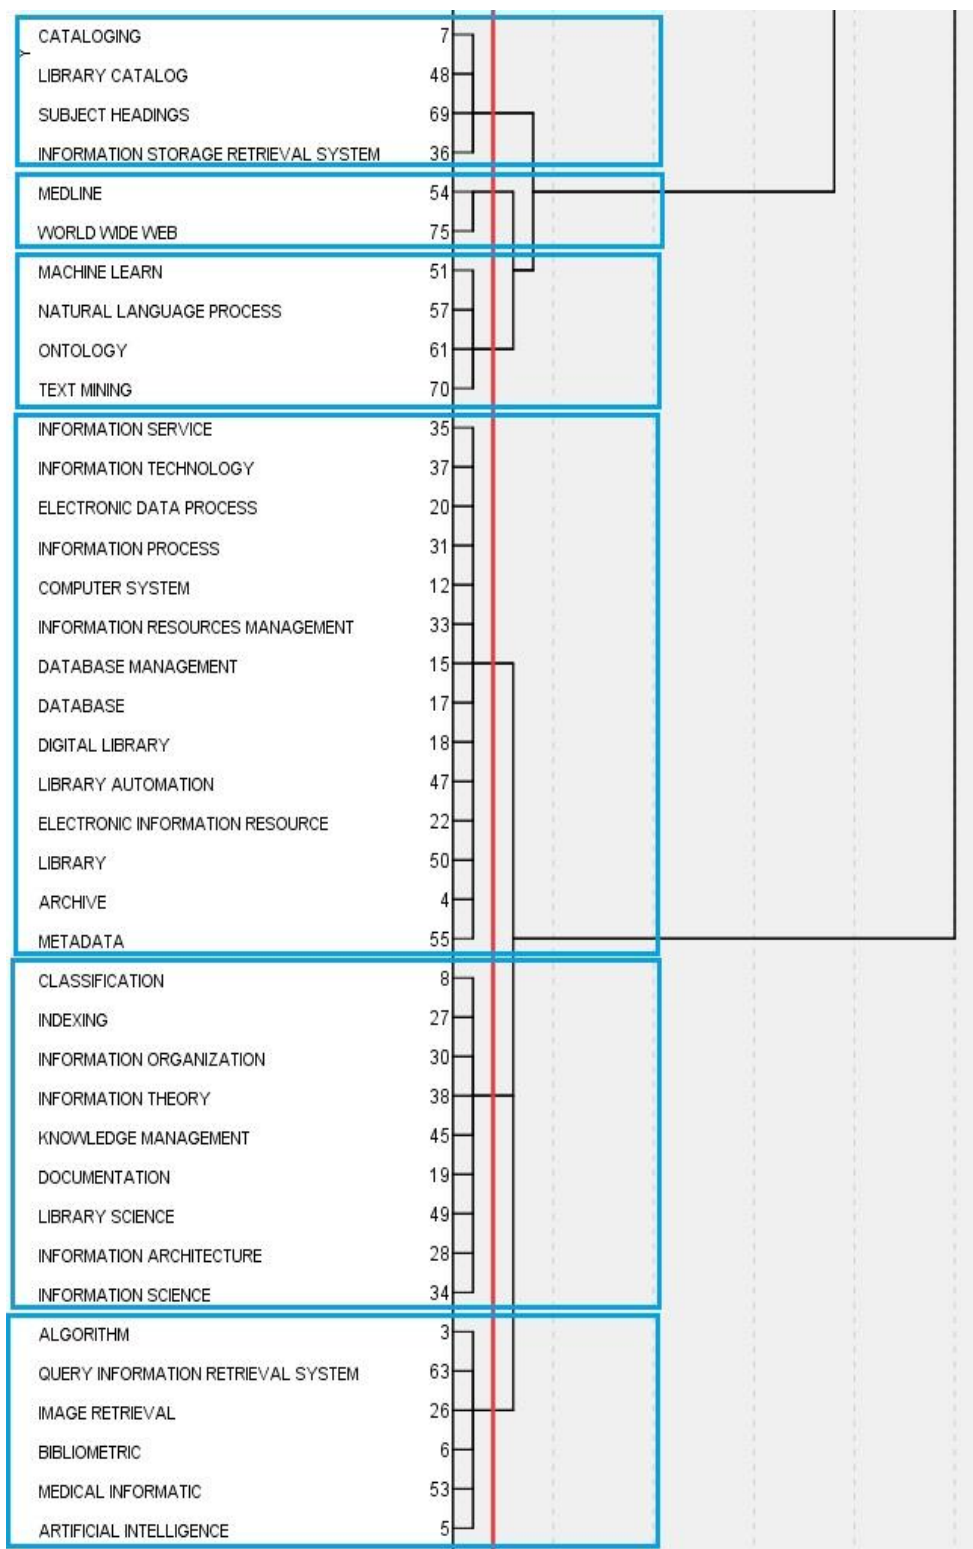 CATALOGING 7
LIBRARY CATALOG 48
SUBJECT HEADINGS 69
INFORMATION STORAGE RETRIEVAL SYSTEM 36
MEDLINE 54
WORLD WIDE WEB 75
MACHINE LEARN 51
NATURAL LANGUAGE PROCESS 57
ONTOLOGY 61
TEXT MINING 70
INFORMATION SERVICE 35
INFORMATION TECHNOLOGY 37
ELECTRONIC DATA PROCESS 20
INFORMATION PROCESS 31
COMPUTER SYSTEM 12
INFORMATION RESOURCES MANAGEMENT 33
DATABASE MANAGEMENT 15
DATABASE 17
DIGITAL LIBRARY 18
LIBRARY AUTOMATION 47
ELECTRONIC INFORMATION RESOURCE 22
LIBRARY 50
ARCHIVE 4
METADATA 55
CLASSIFICATION 8
INDEXING 27
INFORMATION ORGANIZATION 30
INFORMATION THEORY 38
KNOWLEDGE MANAGEMENT 45
DOCUMENTATION 19
LIBRARY SCIENCE 49
INFORMATION ARCHITECTURE 28
INFORMATION SCIENCE 34
ALGORITHM 3
QUERY INFORMATION RETRIEVAL SYSTEM 63
IMAGE RETRIEVAL 26
BIBLIOMETRIC 6
MEDICAL INFORMATIC 53
ARTIFICIAL INTELLIGENCE 5